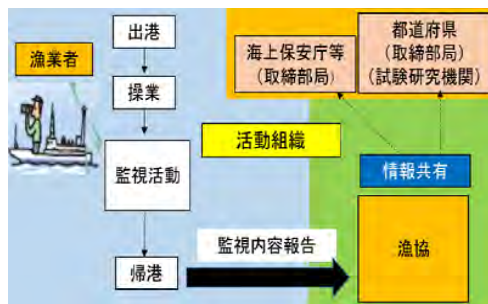 出港
漁業者
操業
監視活動
帰港
活動組織
監視内容報告
海上保安庁等
(取締部局)
都道府県
(取締部局)
(試験研究機関)
情報共有
漁協